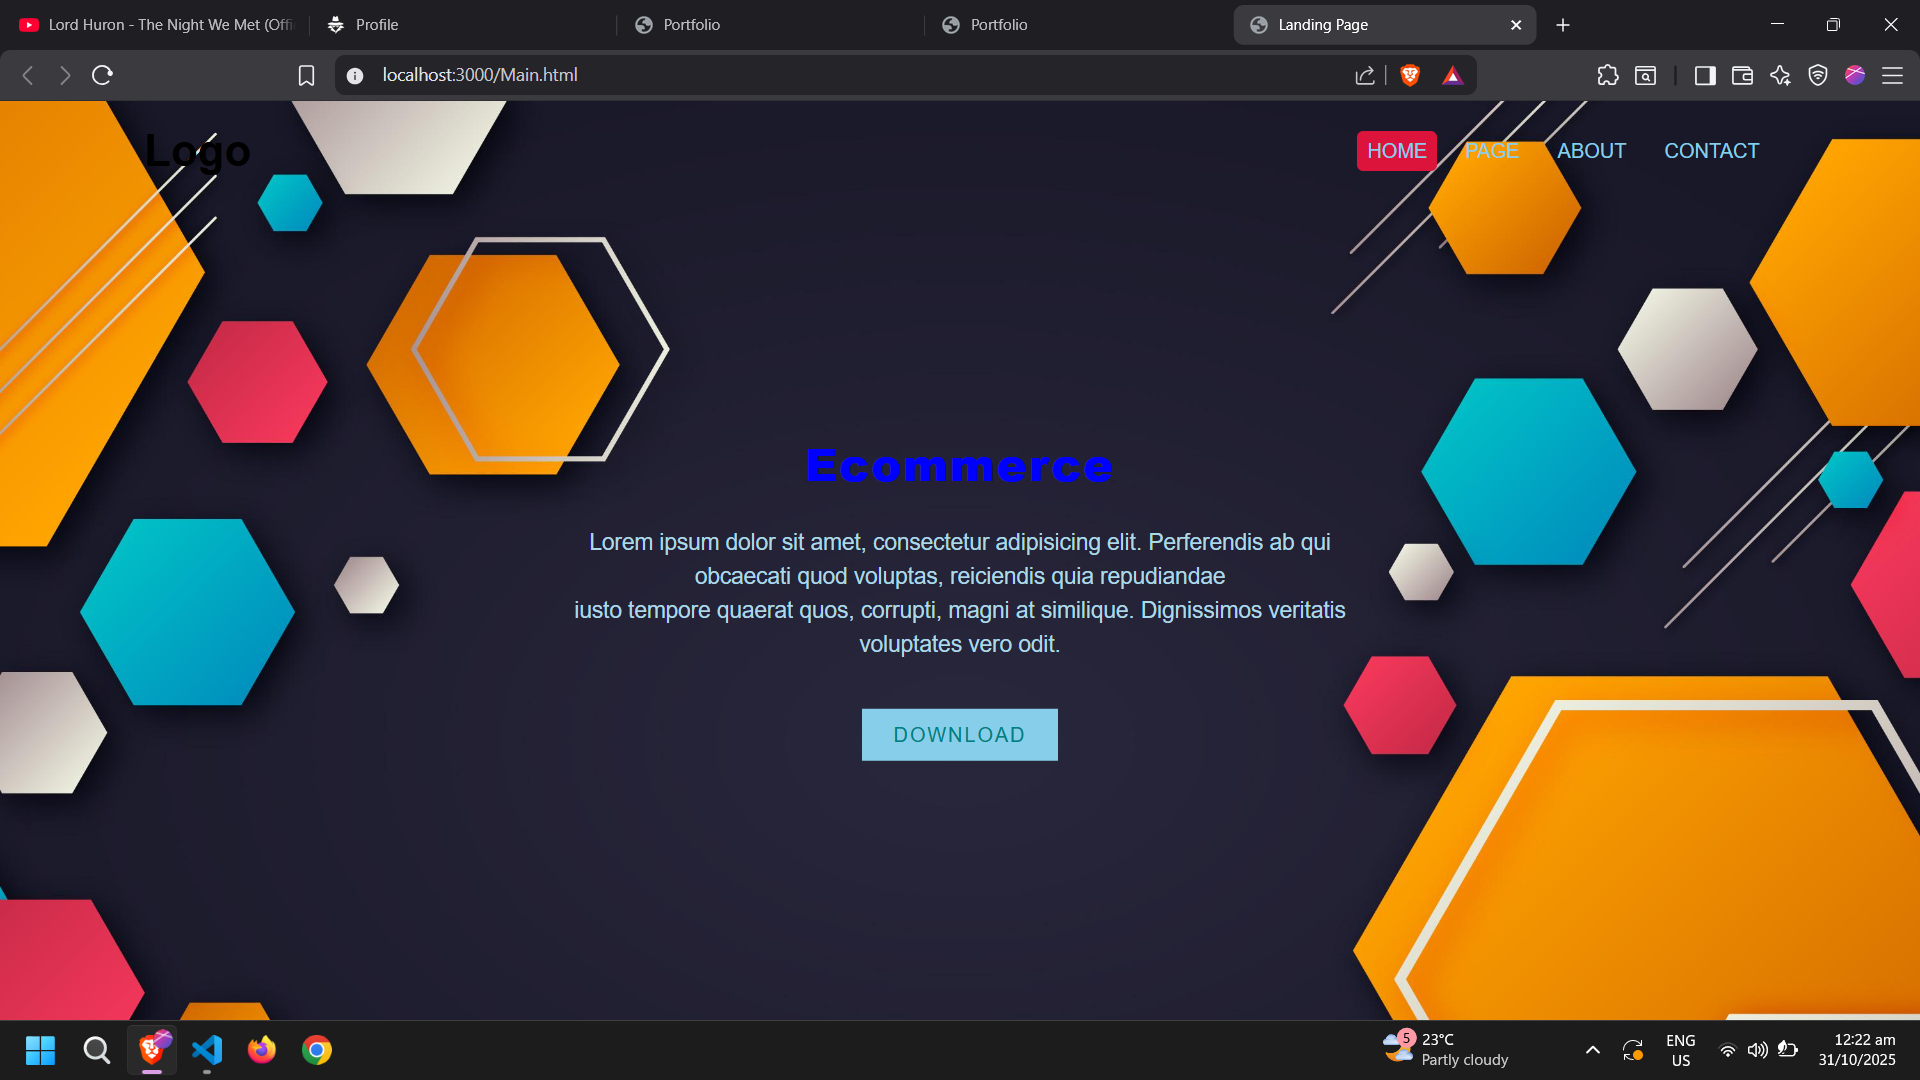 Lord Huron - The Night We Met (Offi
Profile
Portfolio
Portfolio
Landing Page
localhost:3000/Main.html
Logo
HOME
PAGE
ABOUT
CONTACT
Ecommerce
Lorem ipsum dolor sit amet, consectetur adipisicing elit. Perferendis ab qui
obcaecati quod voluptas, reiciendis quia repudiandae
iusto tempore quaerat quos, corrupti, magni at similique. Dignissimos veritatis
voluptates vero odit.
DOWNLOAD
5
23°C
Partly cloudy
ENG
US
12:22 am
31/10/2025